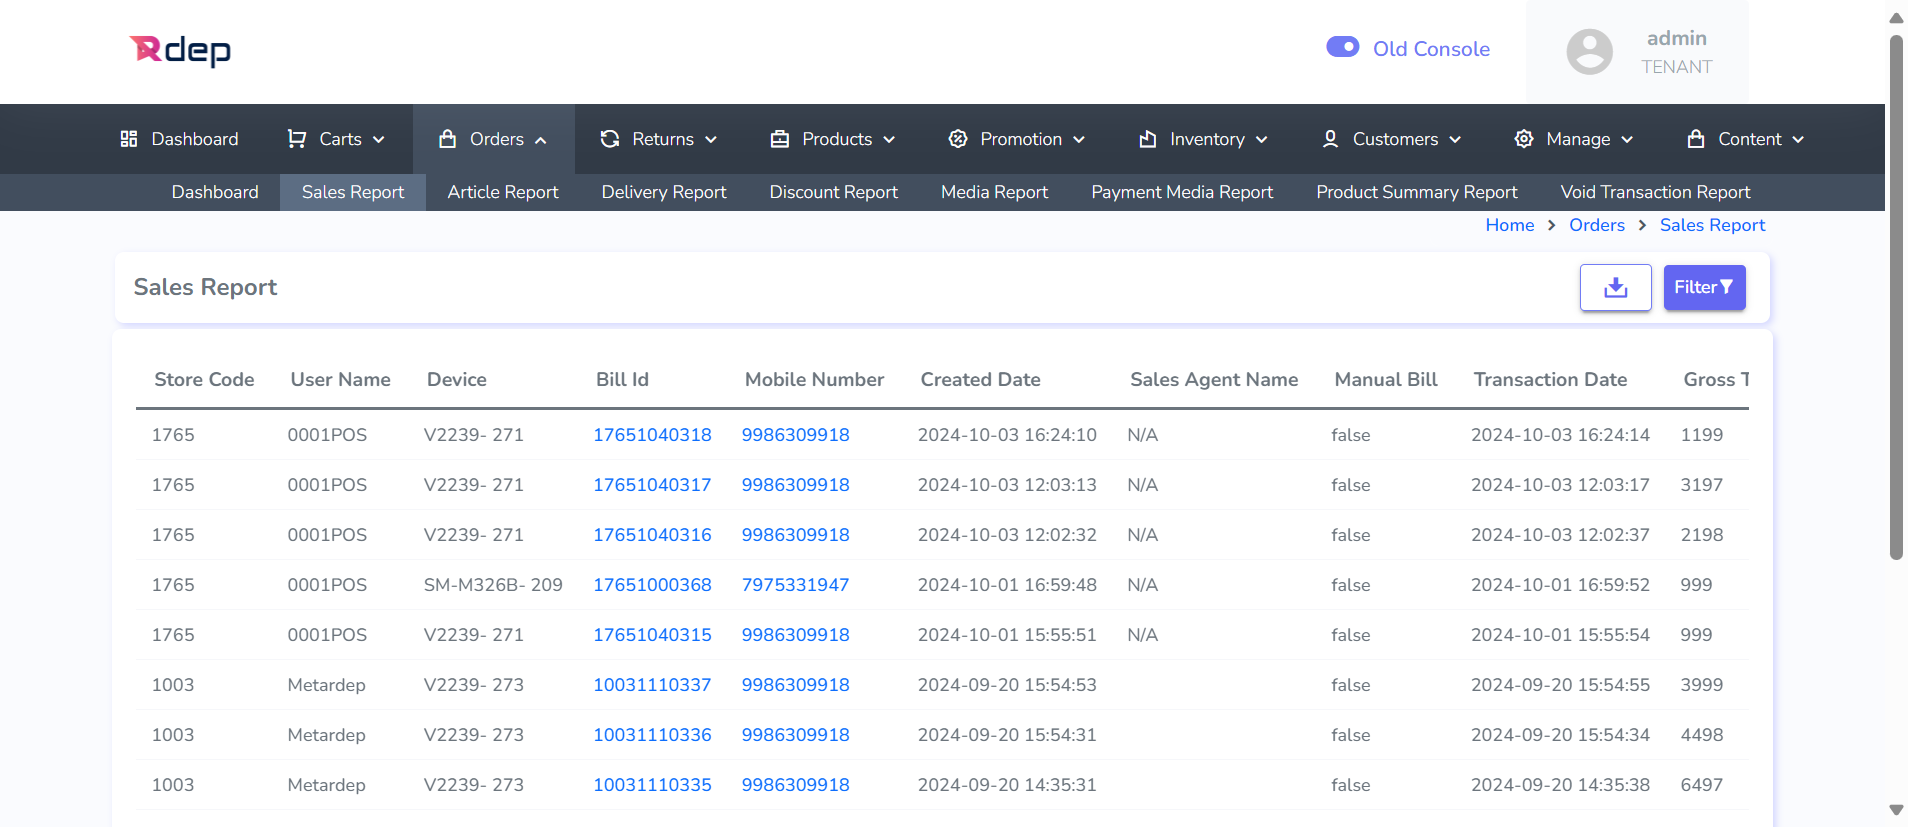 Rdep
Old Console
admin
TENANT
Dashboard Carts Orders Returns Products Promotion Inventory Customers Manage Content
Dashboard Sales Report Article Report Delivery Report Discount Report Media Report Payment Media Report Product Summary Report Void Transaction Report
Home > Orders > Sales Report
Sales Report
Filter
Store Code User Name Device Bill Id Mobile Number Created Date Sales Agent Name Manual Bill Transaction Date Gross T
1765 0001POS V2239- 271 17651040318 9986309918 2024-10-03 16:24:10 N/A false 2024-10-03 16:24:14 1199
1765 0001POS V2239- 271 17651040317 9986309918 2024-10-03 12:03:13 N/A false 2024-10-03 12:03:17 3197
1765 0001POS V2239- 271 17651040316 9986309918 2024-10-03 12:02:32 N/A false 2024-10-03 12:02:37 2198
1765 0001POS SM-M326B- 209 17651000368 7975331947 2024-10-01 16:59:48 N/A false 2024-10-01 16:59:52 999
1765 0001POS V2239- 271 17651040315 9986309918 2024-10-01 15:55:51 N/A false 2024-10-01 15:55:54 999
1003 Metardep V2239- 273 10031110337 9986309918 2024-09-20 15:54:53 false 2024-09-20 15:54:55 3999
1003 Metardep V2239- 273 10031110336 9986309918 2024-09-20 15:54:31 false 2024-09-20 15:54:34 4498
1003 Metardep V2239- 273 10031110335 9986309918 2024-09-20 14:35:31 false 2024-09-20 14:35:38 6497